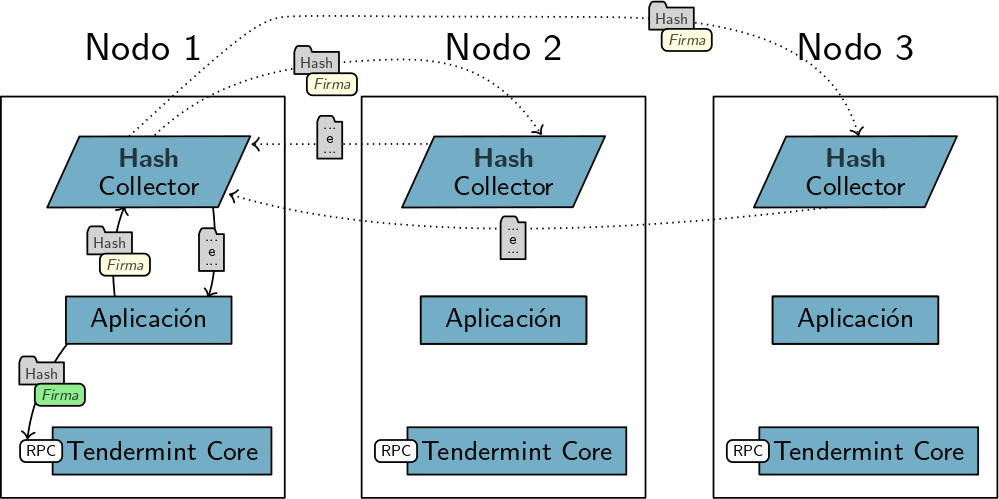 Hash
Firma
Nodo 1
Nodo 2
Nodo 3
Hash
Firma
...
e
...
Hash
Collector
Hash
Collector
Hash
Collector
Hash
Firma
...
e
...
...
e
...
Aplicación
Aplicación
Aplicación
Hash
Firma
RPC
Tendermint Core
RPC
Tendermint Core
RPC
Tendermint Core